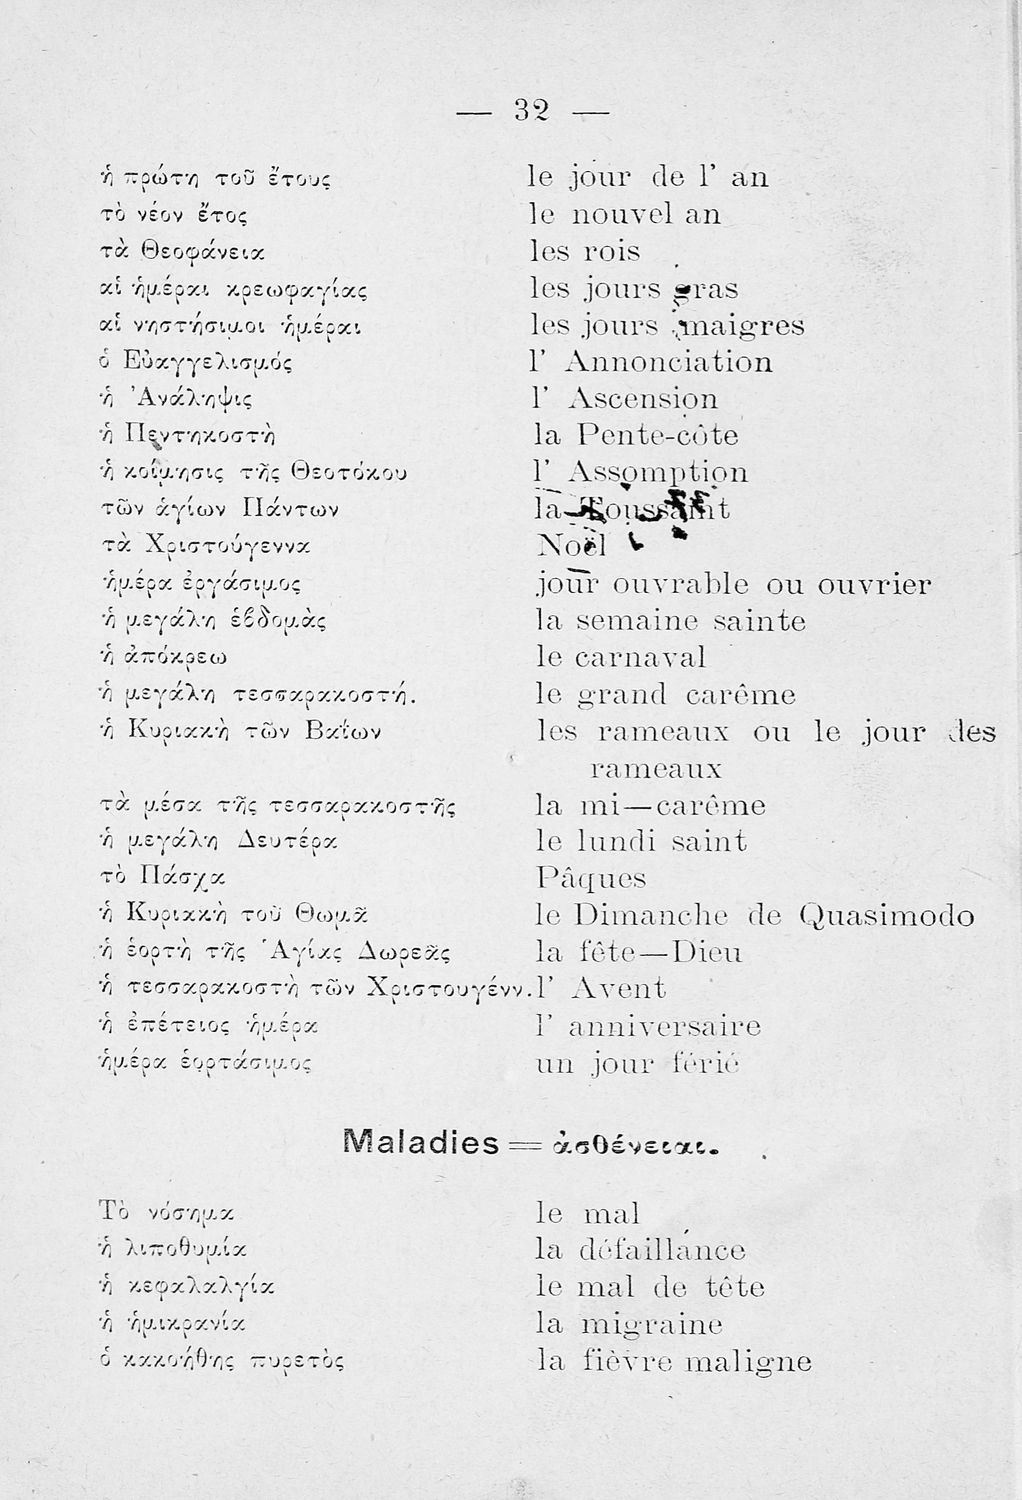 — 32 —
ἡ πρώτη τοῦ ἔτους le jour de l' an
τὸ νέον ἔτος le nouvel an
τὰ Θεοφάνεια les rois
αἱ ἡμέραι κρεωφαγίας les jours gras
αἱ νηστήσιμοι ἡμέραι les jours maigres
ὁ Εὐαγγελισμός l' Annonciation
ἡ Ἀνάληψις l' Ascension
ἡ Πεντηκοστὴ la Pente-côte
ἡ κοίμησις τῆς Θεοτόκου l' Assomption
τῶν ἁγίων Πάντων la Toussaint
τὰ Χριστούγεννα Noël
ἡμέρα ἐργάσιμος jour ouvrable ou ouvrier
ἡ μεγάλη ἑβδομὰς la semaine sainte
ἡ ἀπόκρεω le carnaval
ἡ μεγάλη τεσσαρακοστή. le grand carême
ἡ Κυριακὴ τῶν Βαΐων les rameaux ou le jour des
rameaux
τὰ μέσα τῆς τεσσαρακοστῆς la mi—carême
ἡ μεγάλη Δευτέρα le lundi saint
τὸ Πάσχα Pâques
ἡ Κυριακὴ τοῦ Θωμᾶ le Dimanche de Quasimodo
ἡ ἑορτὴ τῆς Ἁγίας Δωρεᾶς la fête—Dieu
ἡ τεσσαρακοστὴ τῶν Χριστουγένν. l' Avent
ἡ ἐπέτειος ἡμέρα l' anniversaire
ἡμέρα ἑορτάσιμος un jour férié
Maladies = ἀσθένειαι.
Τὸ νόσημα le mal
ἡ λιποθυμία la défaillance
ἡ κεφαλαλγία le mal de tête
ἡ ἡμικρανία la migraine
ὁ κακοήθης πυρετὸς la fièvre maligne